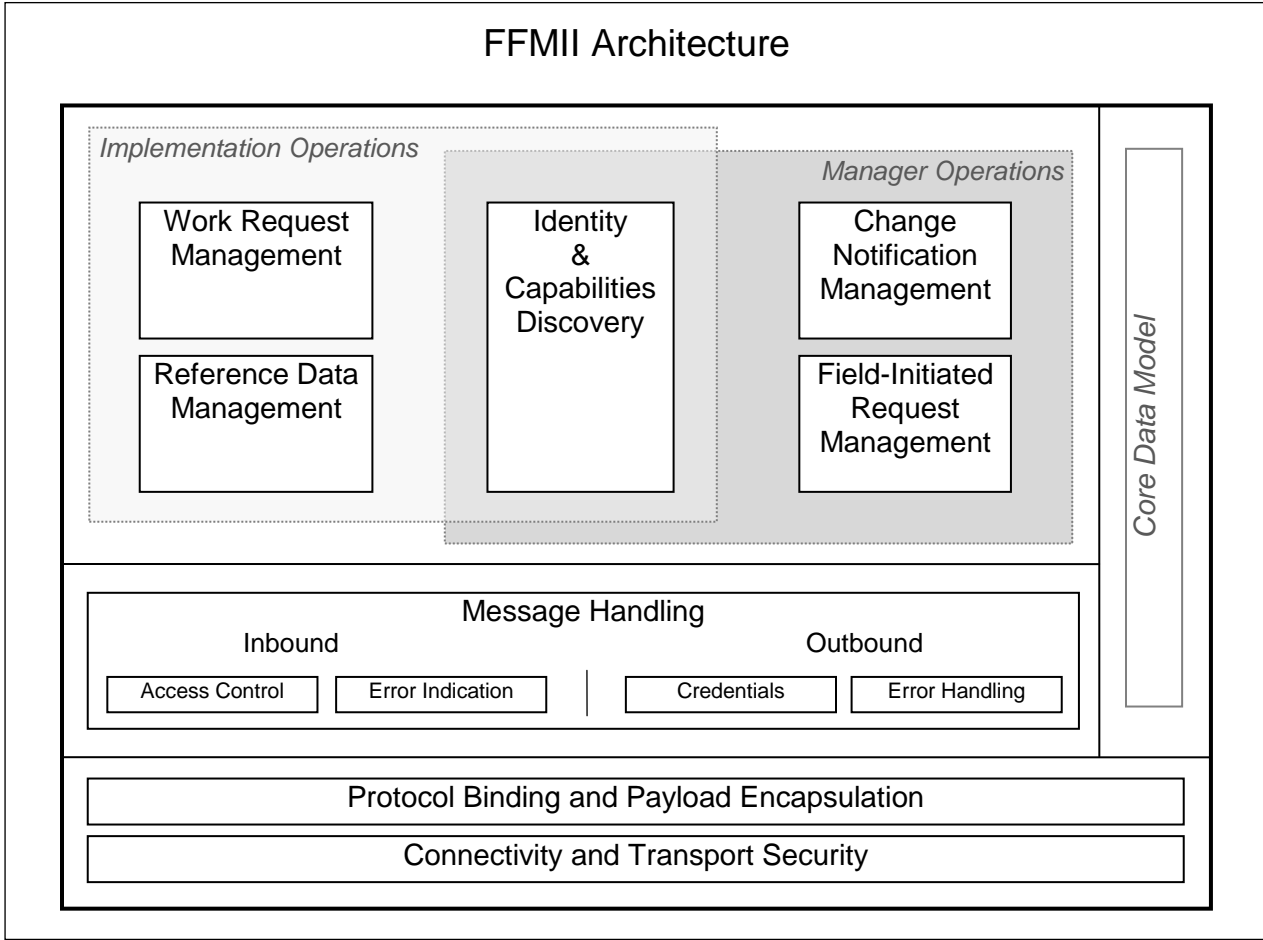 FFMII Architecture
Implementation Operations
Manager Operations
Work Request
Management
Identity
&
Capabilities
Discovery
Change
Notification
Management
Reference Data
Management
Field-Initiated
Request
Management
Core Data Model
Message Handling
Inbound
Outbound
Access Control
Error Indication
Credentials
Error Handling
Protocol Binding and Payload Encapsulation
Connectivity and Transport Security